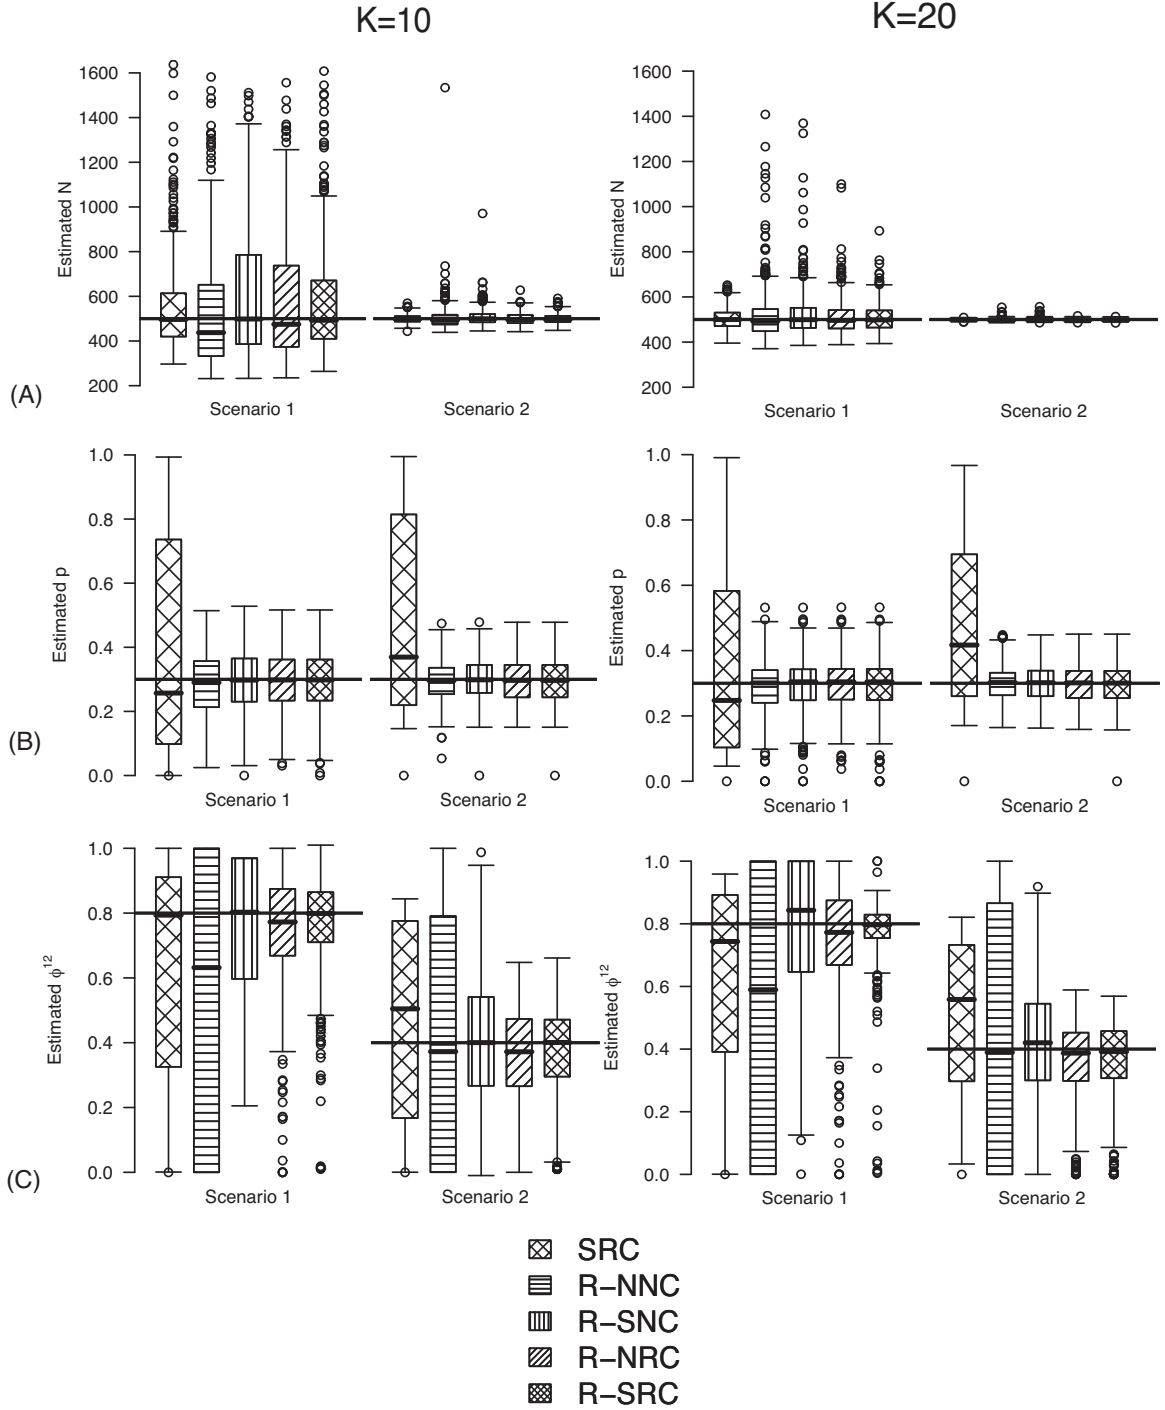 K=10
K=20
Estimated N
1600
1400
1200
1000
800
600
400
200
Scenario 1
Scenario 2
Estimated N
1600
1400
1200
1000
800
600
400
200
Scenario 1
Scenario 2
(A)
Estimated p
1.0
0.8
0.6
0.4
0.2
0.0
Scenario 1
Scenario 2
Estimated p
1.0
0.8
0.6
0.4
0.2
0.0
Scenario 1
Scenario 2
(B)
Estimated ϕ¹²
1.0
0.8
0.6
0.4
0.2
0.0
Scenario 1
Scenario 2
Estimated ϕ¹²
1.0
0.8
0.6
0.4
0.2
0.0
Scenario 1
Scenario 2
(C)
SRC
R−NNC
R−SNC
R−NRC
R−SRC